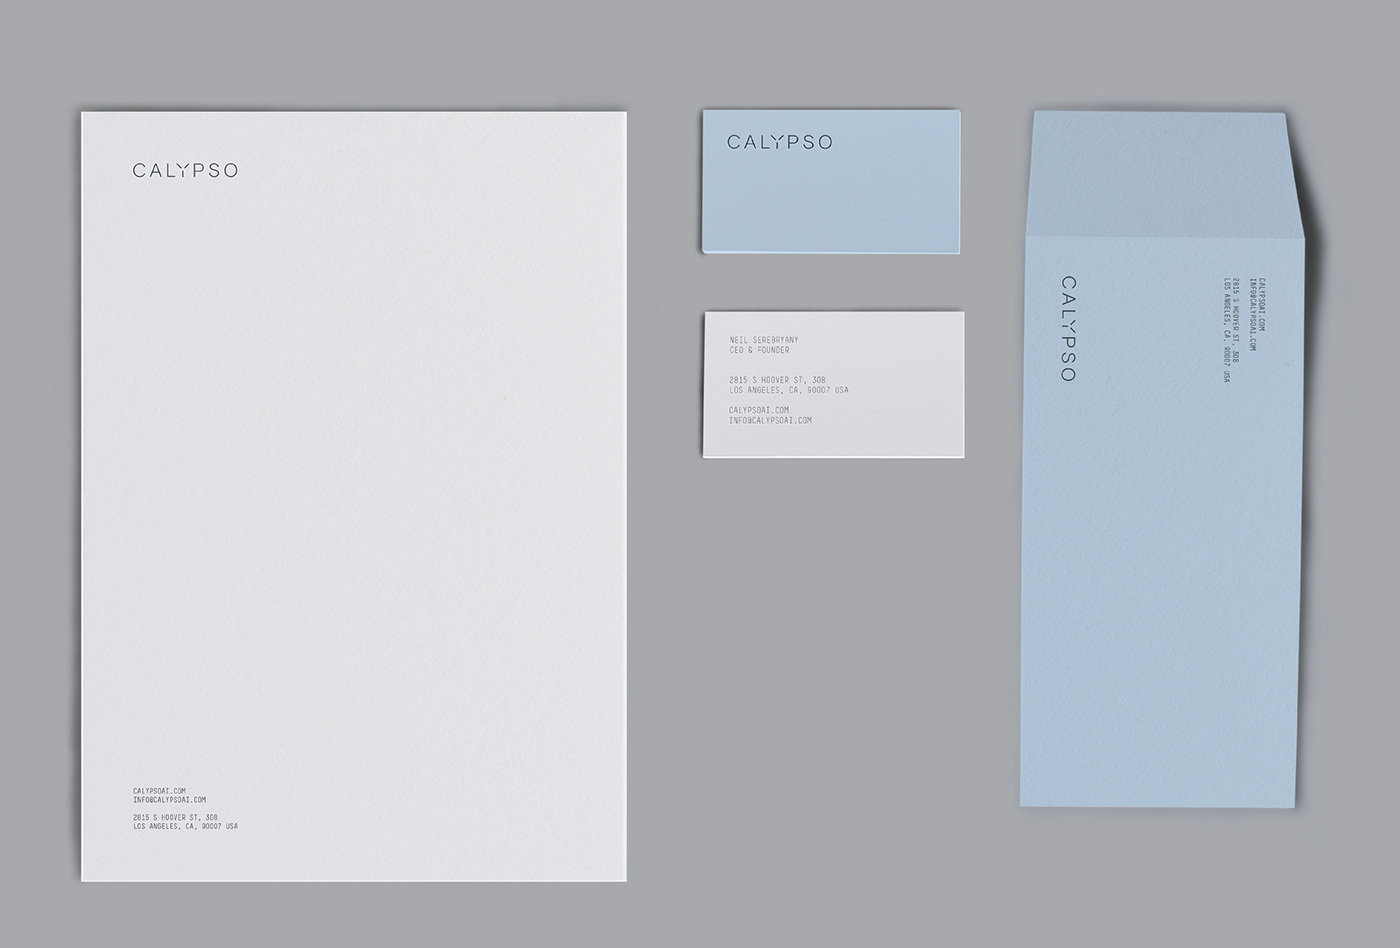 CALYPSO
CALYPSOAI.COM
INFO@CALYPSOAI.COM
2815 S HOOVER ST, 308
LOS ANGELES, CA, 90007 USA
CALYPSO
NEIL SEREBRYANY
CEO & FOUNDER
2815 S HOOVER ST, 308
LOS ANGELES, CA, 90007 USA
CALYPSOAI.COM
INFO@CALYPSOAI.COM
CALYPSOAI.COM
INFO@CALYPSOAI.COM
2815 S HOOVER ST, 308
LOS ANGELES, CA, 90007 USA
CALYPSO